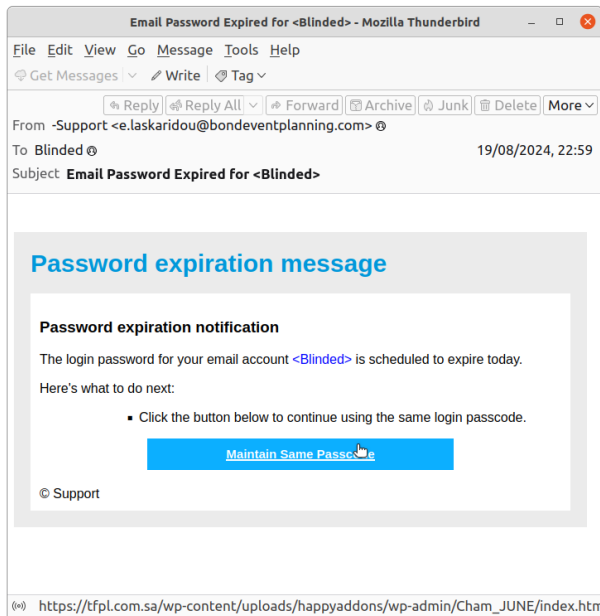 Email Password Expired for <Blinded> - Mozilla Thunderbird
File Edit View Go Message Tools Help
Get Messages Write Tag
Reply Reply All Forward Archive Junk Delete More
From -Support <e.laskaridou@bondeventplanning.com>
To Blinded 19/08/2024, 22:59
Subject Email Password Expired for <Blinded>
Password expiration message
Password expiration notification
The login password for your email account <Blinded> is scheduled to expire today.
Here's what to do next:
▪ Click the button below to continue using the same login passcode.
Maintain Same Passcode
© Support
https://tfpl.com.sa/wp-content/uploads/happyaddons/wp-admin/Cham_JUNE/index.htm